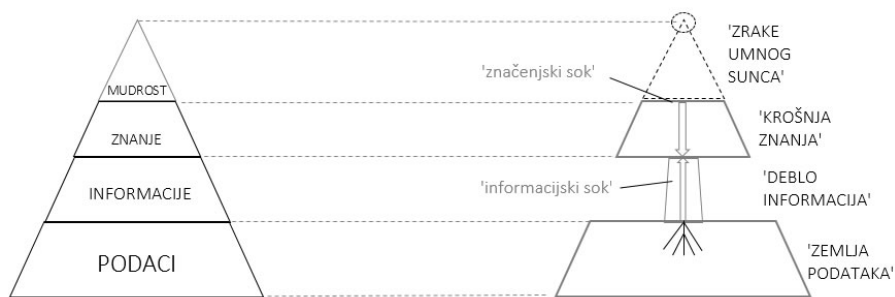 MUDROST
ZNANJE
INFORMACIJE
PODACI
'značenjski sok'
'informacijski sok'
'ZRAKE
UMNOG
SUNCA'
'KROŠNJA
ZNANJA'
'DEBLO
INFORMACIJA'
'ZEMLJA
PODATAKA'